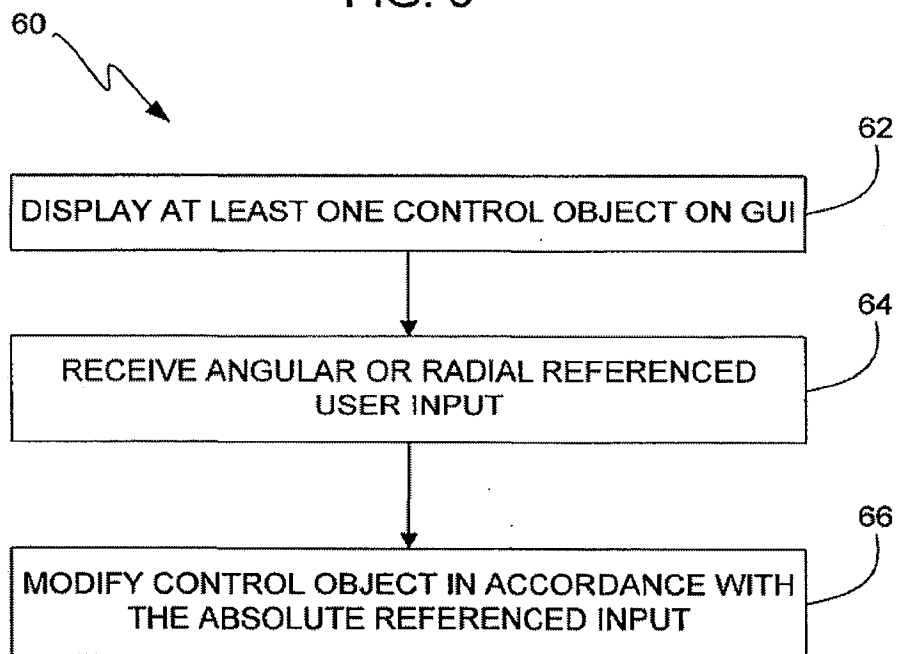 60
62
DISPLAY AT LEAST ONE CONTROL OBJECT ON GUI
64
RECEIVE ANGULAR OR RADIAL REFERENCED
USER INPUT
66
MODIFY CONTROL OBJECT IN ACCORDANCE WITH
THE ABSOLUTE REFERENCED INPUT